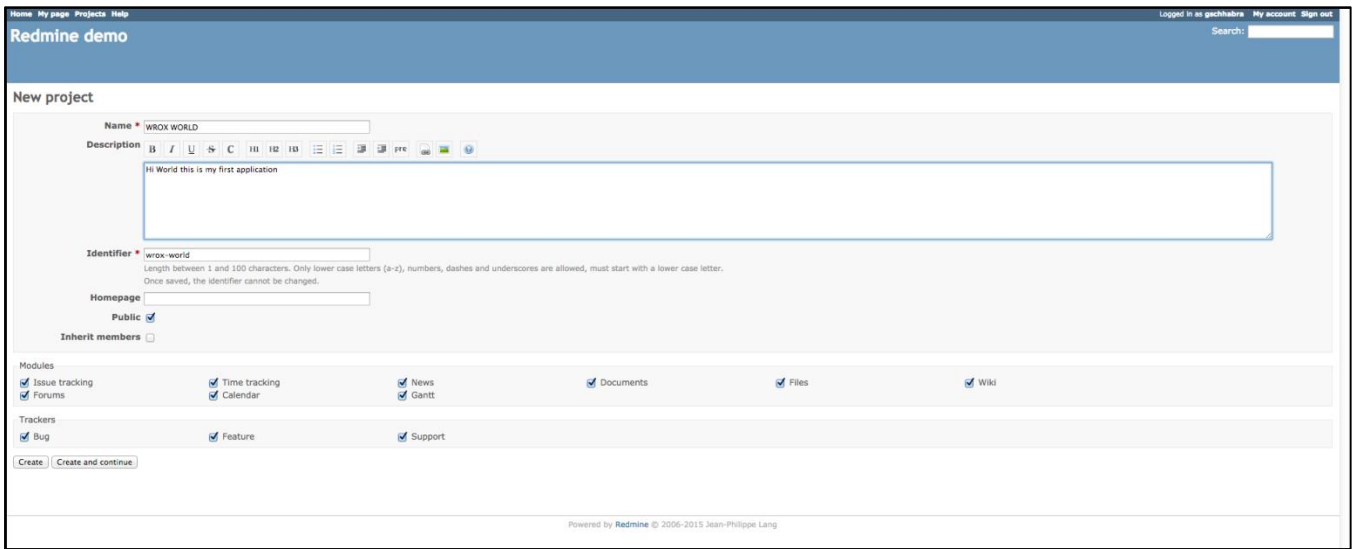 Home My page Projects Help Logged in as gschhabra My account Sign out
Redmine demo Search:
New project
Name * WROX WORLD
Description B I U S C H1 H2 H3 pre
Hi World this is my first application
Identifier * wrox-world
Length between 1 and 100 characters. Only lower case letters (a-z), numbers, dashes and underscores are allowed, must start with a lower case letter.
Once saved, the identifier cannot be changed.
Homepage
Public
Inherit members
Modules
Issue tracking Time tracking News Documents Files Wiki
Forums Calendar Gantt
Trackers
Bug Feature Support
Create Create and continue
Powered by Redmine © 2006-2015 Jean-Philippe Lang